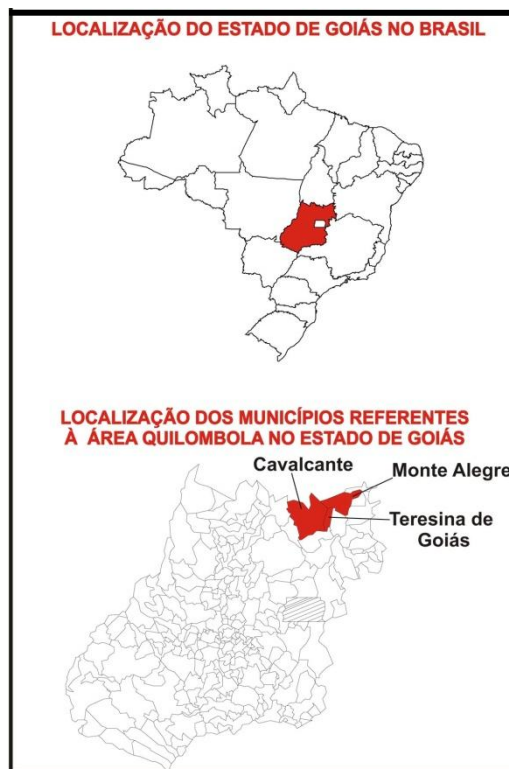 LOCALIZAÇÃO DO ESTADO DE GOIÁS NO BRASIL
LOCALIZAÇÃO DOS MUNICÍPIOS REFERENTES
À ÁREA QUILOMBOLA NO ESTADO DE GOIÁS
Cavalcante
Monte Alegre
Teresina de
Goiás